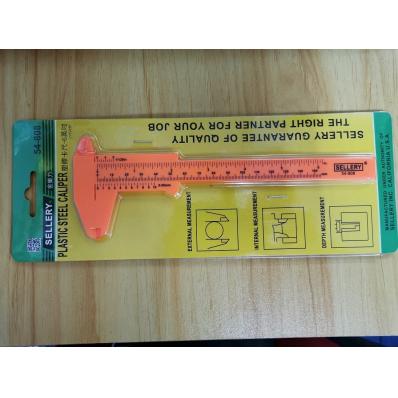 54-808
SELLERY
PLASTIC STEEL CALIPER
SELLERY GUARANTEE OF QUALITY
THE RIGHT PARTNER FOR YOUR JOB
MANUFACTURED UNDER AUTHORITY OF
SELLERY INC. CALIFORNIA U.S.A.
SELLERY
54-808
EXTERNAL MEASUREMENT
INTERNAL MEASUREMENT
DEPTH MEASUREMENT